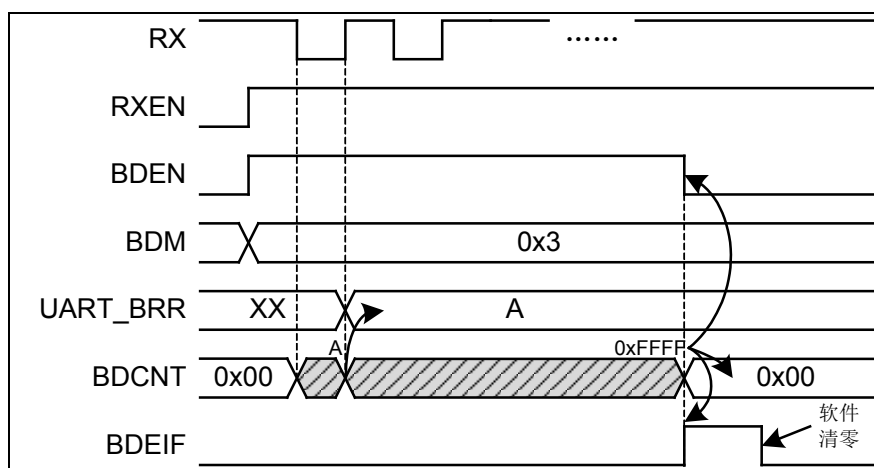 RX
......
RXEN
BDEN
BDM
0x3
UART_BRR
XX
A
A
0xFFFF
BDCNT
0x00
0x00
BDEIF
软件
清零